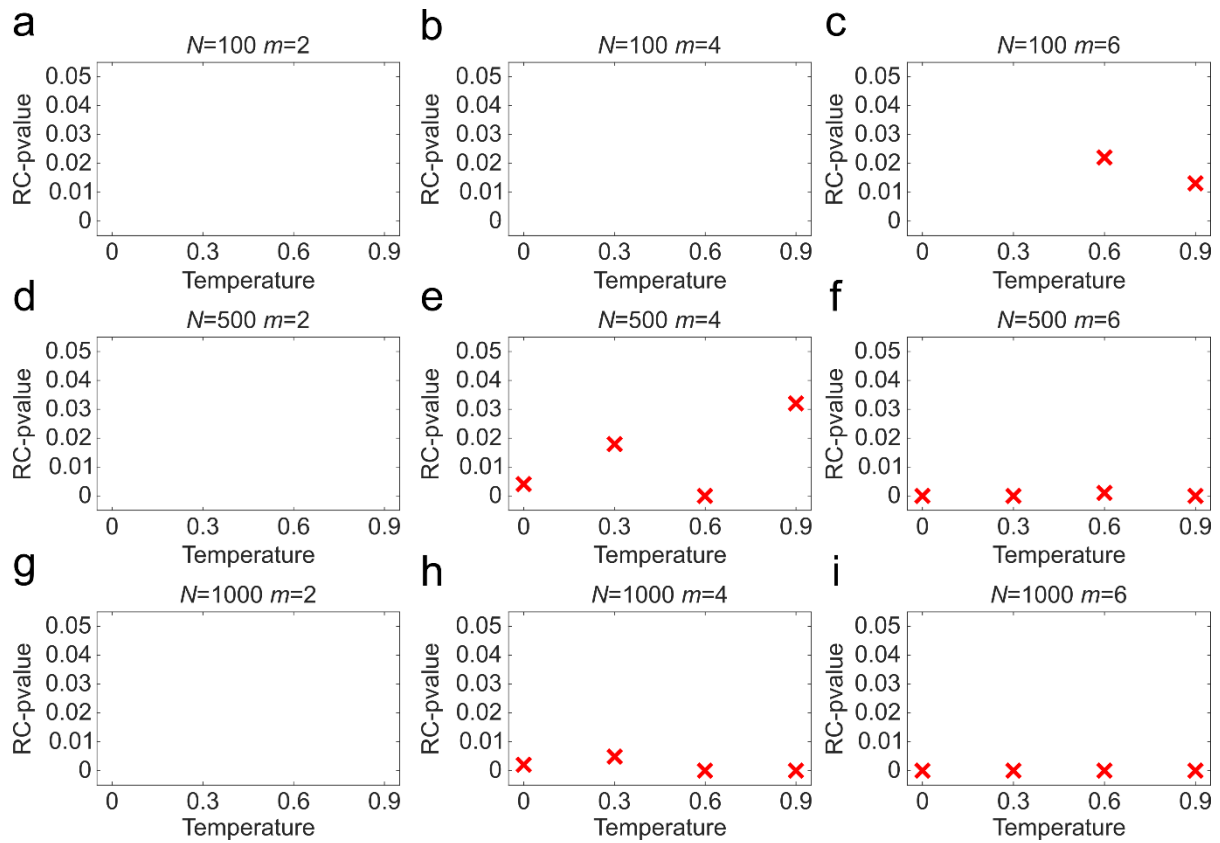 a
N=100 m=2
0.05
0.04
0.03
0.02
0.01
0
RC-pvalue
0 0.3 0.6 0.9
Temperature
b
N=100 m=4
0.05
0.04
0.03
0.02
0.01
0
RC-pvalue
0 0.3 0.6 0.9
Temperature
c
N=100 m=6
0.05
0.04
0.03
0.02
0.01
0
RC-pvalue
0 0.3 0.6 0.9
Temperature
d
N=500 m=2
0.05
0.04
0.03
0.02
0.01
0
RC-pvalue
0 0.3 0.6 0.9
Temperature
e
N=500 m=4
0.05
0.04
0.03
0.02
0.01
0
RC-pvalue
0 0.3 0.6 0.9
Temperature
f
N=500 m=6
0.05
0.04
0.03
0.02
0.01
0
RC-pvalue
0 0.3 0.6 0.9
Temperature
g
N=1000 m=2
0.05
0.04
0.03
0.02
0.01
0
RC-pvalue
0 0.3 0.6 0.9
Temperature
h
N=1000 m=4
0.05
0.04
0.03
0.02
0.01
0
RC-pvalue
0 0.3 0.6 0.9
Temperature
i
N=1000 m=6
0.05
0.04
0.03
0.02
0.01
0
RC-pvalue
0 0.3 0.6 0.9
Temperature